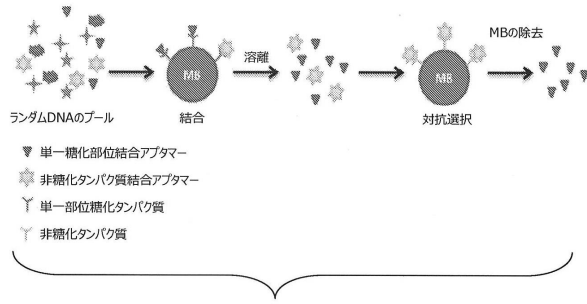 MBの除去
溶離
MB
MB
ランダムDNAのプール
結合
対抗選択
単一糖化部位結合アプタマー
非糖化タンパク質結合アプタマー
単一部位糖化タンパク質
非糖化タンパク質